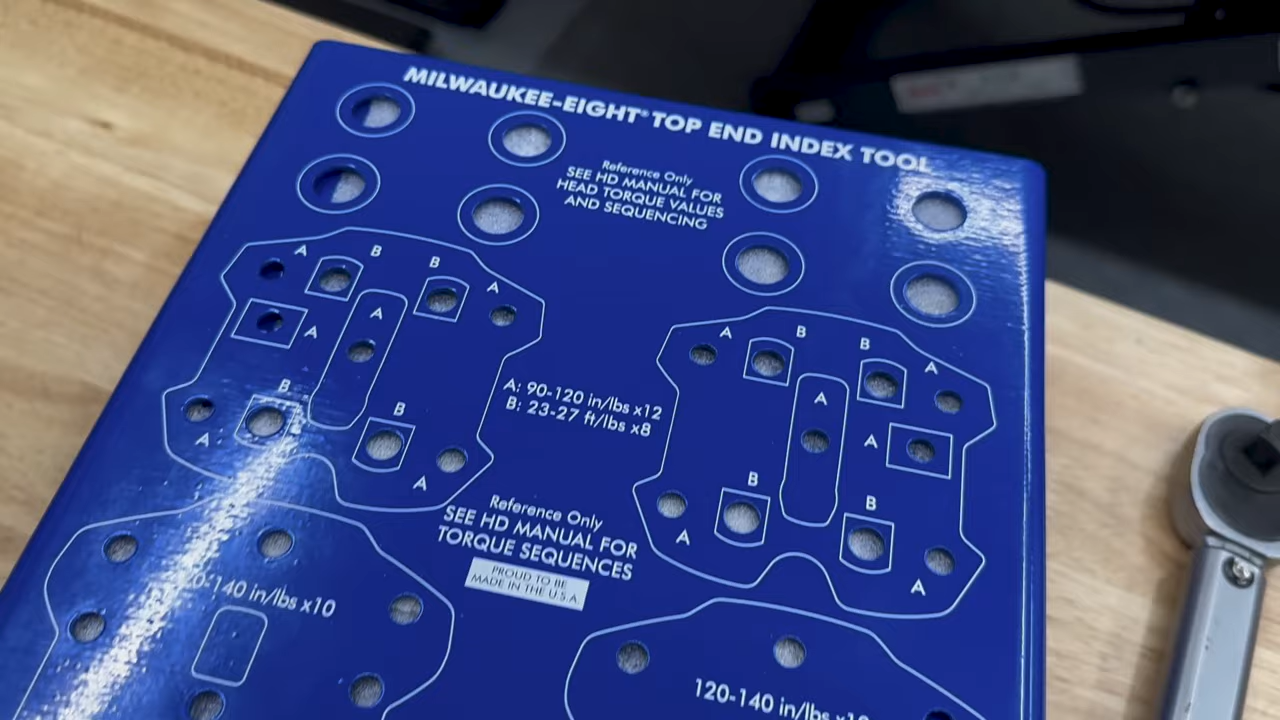 MILWAUKEE-EIGHT® TOP END INDEX TOOL
Reference Only
SEE HD MANUAL FOR
HEAD TORQUE VALUES
AND SEQUENCING
A
B
B
A
A
A
B
B
A
A
A: 90-120 in/lbs x12
B: 23-27 ft/lbs x8
A
B
B
A
A
A
B
B
A
A
Reference Only
SEE HD MANUAL FOR
TORQUE SEQUENCES
PROUD TO BE
MADE IN THE U.S.A.
0-140 in/lbs x10
120-140 in/lbs x10